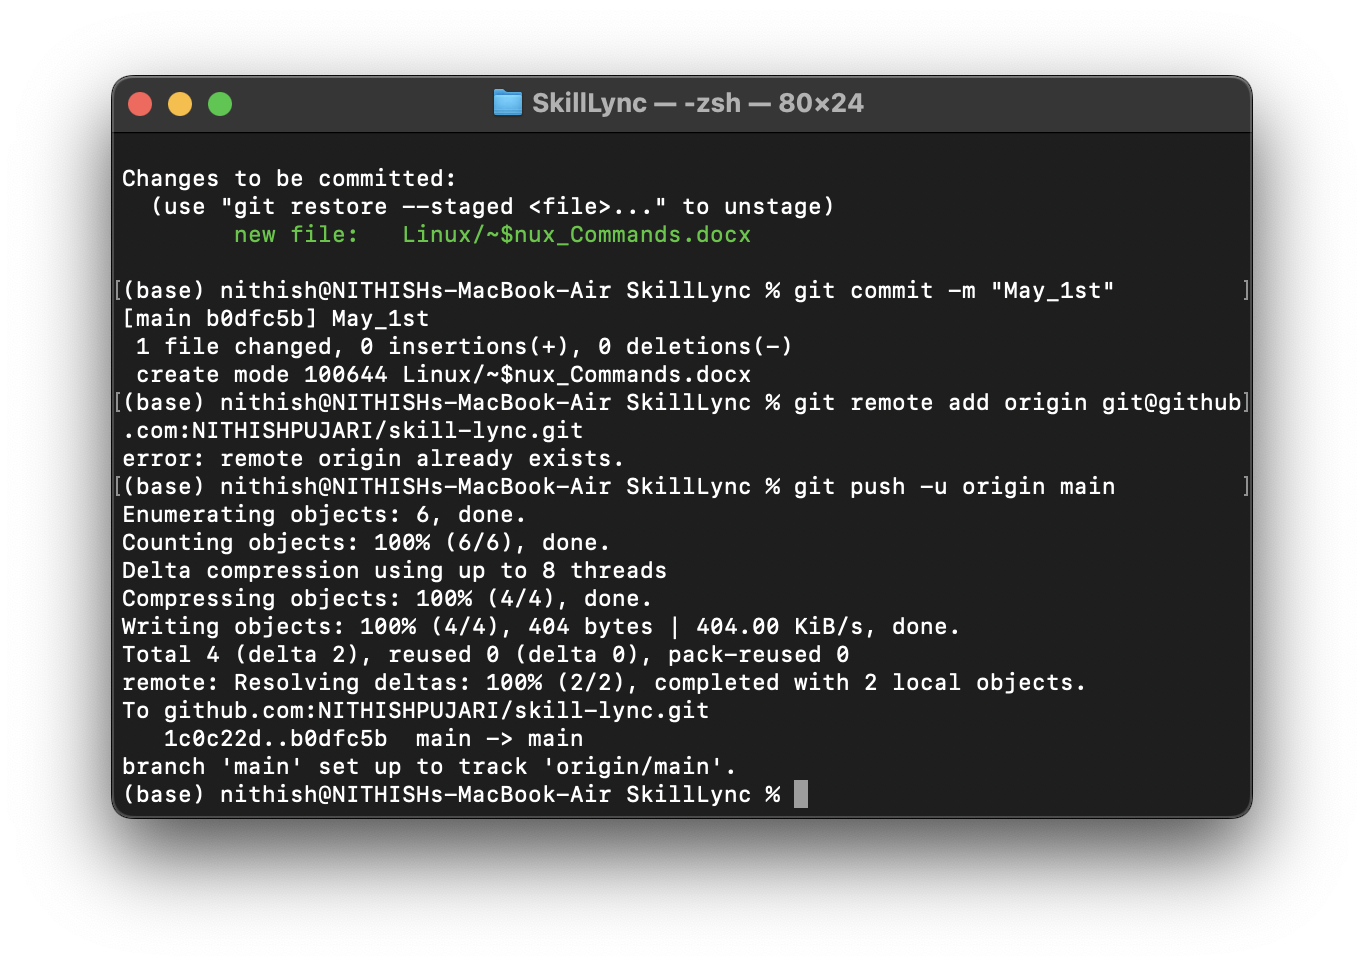 SkillLync — -zsh — 80×24
Changes to be committed:
  (use "git restore --staged <file>..." to unstage)
        new file:   Linux/~$nux_Commands.docx
[(base) nithish@NITHISHs-MacBook-Air SkillLync % git commit -m "May_1st"         ]
[main b0dfc5b] May_1st
 1 file changed, 0 insertions(+), 0 deletions(-)
 create mode 100644 Linux/~$nux_Commands.docx
[(base) nithish@NITHISHs-MacBook-Air SkillLync % git remote add origin git@github]
.com:NITHISHPUJARI/skill-lync.git
error: remote origin already exists.
[(base) nithish@NITHISHs-MacBook-Air SkillLync % git push -u origin main         ]
Enumerating objects: 6, done.
Counting objects: 100% (6/6), done.
Delta compression using up to 8 threads
Compressing objects: 100% (4/4), done.
Writing objects: 100% (4/4), 404 bytes | 404.00 KiB/s, done.
Total 4 (delta 2), reused 0 (delta 0), pack-reused 0
remote: Resolving deltas: 100% (2/2), completed with 2 local objects.
To github.com:NITHISHPUJARI/skill-lync.git
   1c0c22d..b0dfc5b  main -> main
branch 'main' set up to track 'origin/main'.
(base) nithish@NITHISHs-MacBook-Air SkillLync %